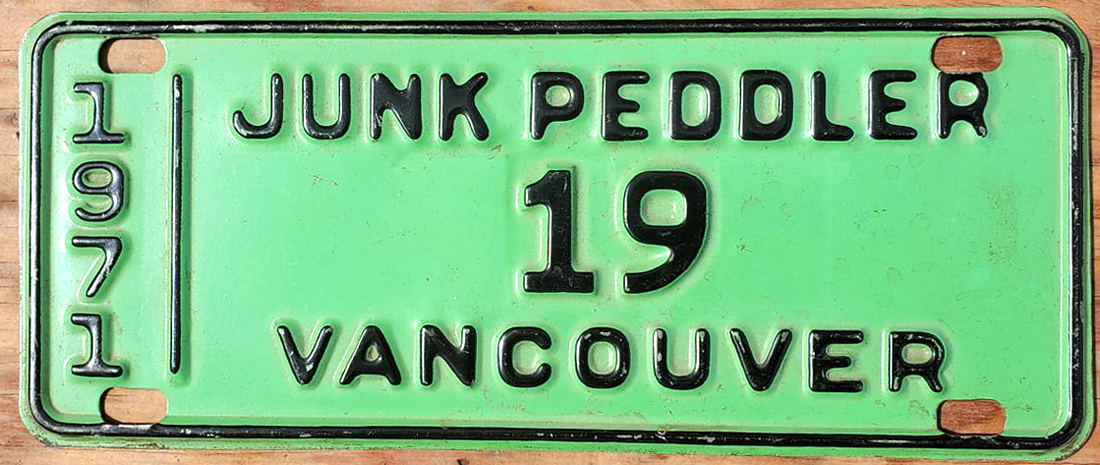 1971
JUNK PEDDLER
19
VANCOUVER